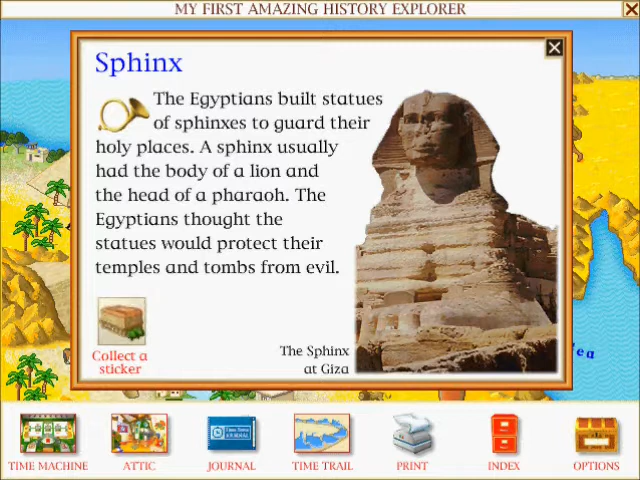 MY FIRST AMAZING HISTORY EXPLORER
Sphinx
The Egyptians built statues
of sphinxes to guard their
holy places. A sphinx usually
had the body of a lion and
the head of a pharaoh. The
Egyptians thought the
statues would protect their
temples and tombs from evil.
Collect a
sticker
The Sphinx
at Giza
TIME MACHINE
ATTIC
JOURNAL
TIME TRAIL
PRINT
INDEX
OPTIONS